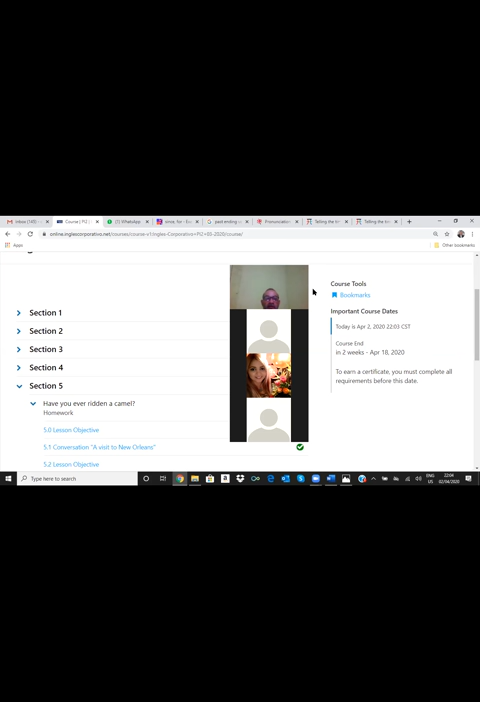 Inbox (140)
Course | PI2 |
(1) WhatsApp
past ending
Pronunciation
Telling the tim
Telling the tim
online.inglescorporativo.net/courses/course-v1:Ingles-Corporativo+PI2+03-2020/course/
Apps
Other bookmarks
Course Tools
Bookmarks
Important Course Dates
Today is Apr 2, 2020 22:03 CST
Course End
in 2 weeks - Apr 18, 2020
To earn a certificate, you must complete all
requirements before this date.
Section 1
Section 2
Section 3
Section 4
Section 5
Have you ever ridden a camel?
Homework
5.0 Lesson Objective
5.1 Conversation "A visit to New Orleans"
5.2 Lesson Objective
Type here to search
ENG
US
22:04
02/04/2020